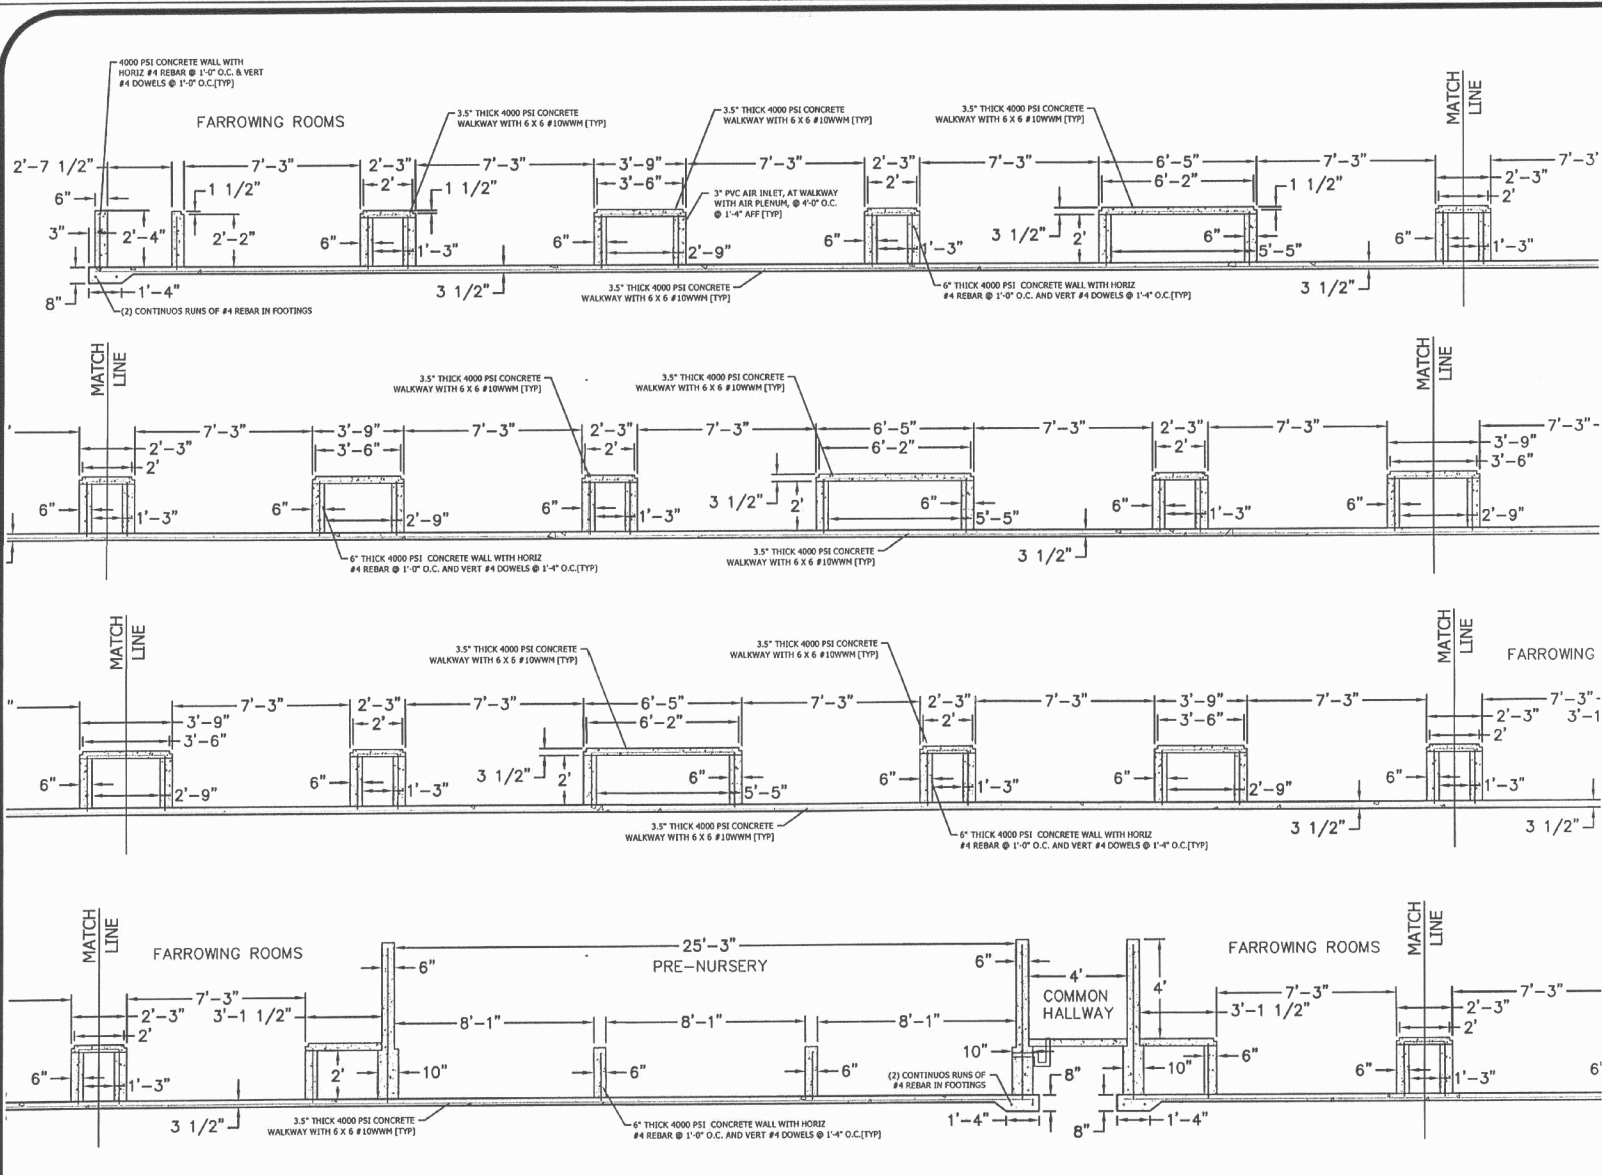 4000 PSI CONCRETE WALL WITH
HORIZ #4 REBAR @ 1'-0" O.C. & VERT
#4 DOWELS @ 1'-0" O.C.[TYP]
FARROWING ROOMS
3.5" THICK 4000 PSI CONCRETE
WALKWAY WITH 6 X 6 #10WWM [TYP]
3.5" THICK 4000 PSI CONCRETE
WALKWAY WITH 6 X 6 #10WWM [TYP]
3.5" THICK 4000 PSI CONCRETE
WALKWAY WITH 6 X 6 #10WWM [TYP]
MATCH
LINE
2'-7 1/2" 7'-3" 2'-3" 7'-3" 3'-9" 7'-3" 2'-3" 7'-3" 6'-5" 7'-3" 7'-3'
2'-3"
6" 1 1/2" 2' 1 1/2" 3'-6" 2' 6'-2" 1 1/2" 2'
3" PVC AIR INLET, AT WALKWAY
WITH AIR PLENUM, @ 4'-0" O.C.
@ 1'-4" AFF [TYP]
3" 2'-4" 2'-2" 6" 1'-3" 6" 2'-9" 6" 1'-3" 3 1/2" 2' 6" 5'-5" 6" 1'-3"
8" 1'-4" 3 1/2" 3 1/2"
3.5" THICK 4000 PSI CONCRETE
WALKWAY WITH 6 X 6 #10WWM [TYP]
6" THICK 4000 PSI CONCRETE WALL WITH HORIZ
#4 REBAR @ 1'-0" O.C. AND VERT #4 DOWELS @ 1'-4" O.C.[TYP]
(2) CONTINUOS RUNS OF #4 REBAR IN FOOTINGS
MATCH
LINE
3.5" THICK 4000 PSI CONCRETE
WALKWAY WITH 6 X 6 #10WWM [TYP]
3.5" THICK 4000 PSI CONCRETE
WALKWAY WITH 6 X 6 #10WWM [TYP]
MATCH
LINE
' 7'-3" 3'-9" 7'-3" 2'-3" 7'-3" 6'-5" 7'-3" 2'-3" 7'-3" 7'-3"
2'-3" 3'-6" 2' 6'-2" 2' 3'-9"
2' 3'-6"
6" 1'-3" 6" 2'-9" 6" 1'-3" 3 1/2" 2' 6" 5'-5" 6" 1'-3" 6" 2'-9"
6" THICK 4000 PSI CONCRETE WALL WITH HORIZ
#4 REBAR @ 1'-0" O.C. AND VERT #4 DOWELS @ 1'-4" O.C.[TYP]
3.5" THICK 4000 PSI CONCRETE
WALKWAY WITH 6 X 6 #10WWM [TYP]
3 1/2"
MATCH
LINE
3.5" THICK 4000 PSI CONCRETE
WALKWAY WITH 6 X 6 #10WWM [TYP]
3.5" THICK 4000 PSI CONCRETE
WALKWAY WITH 6 X 6 #10WWM [TYP]
MATCH
LINE
FARROWING
" 7'-3" 2'-3" 7'-3" 6'-5" 7'-3" 2'-3" 7'-3" 3'-9" 7'-3" 7'-3"
3'-9" 2' 6'-2" 2' 3'-6" 2'-3" 3'-1
3'-6" 2'
6" 2'-9" 6" 1'-3" 3 1/2" 2' 6" 5'-5" 6" 1'-3" 6" 2'-9" 6" 1'-3"
3.5" THICK 4000 PSI CONCRETE
WALKWAY WITH 6 X 6 #10WWM [TYP]
6" THICK 4000 PSI CONCRETE WALL WITH HORIZ
#4 REBAR @ 1'-0" O.C. AND VERT #4 DOWELS @ 1'-4" O.C.[TYP]
3 1/2" 3 1/2"
MATCH
LINE
FARROWING ROOMS
25'-3"
PRE-NURSERY
FARROWING ROOMS
MATCH
LINE
6" 6" 4' 4'
COMMON
HALLWAY
7'-3" 7'-3" 7'-3"
2'-3" 3'-1 1/2" 8'-1" 8'-1" 8'-1" 3'-1 1/2" 2'-3"
2' 2'
6" 1'-3" 2' 10" 6" 6" 10" 10" 6" 6" 1'-3" 6'
(2) CONTINUOS RUNS OF
#4 REBAR IN FOOTINGS
8"
1'-4" 8" 1'-4"
3 1/2"
3.5" THICK 4000 PSI CONCRETE
WALKWAY WITH 6 X 6 #10WWM [TYP]
6" THICK 4000 PSI CONCRETE WALL WITH HORIZ
#4 REBAR @ 1'-0" O.C. AND VERT #4 DOWELS @ 1'-4" O.C.[TYP]